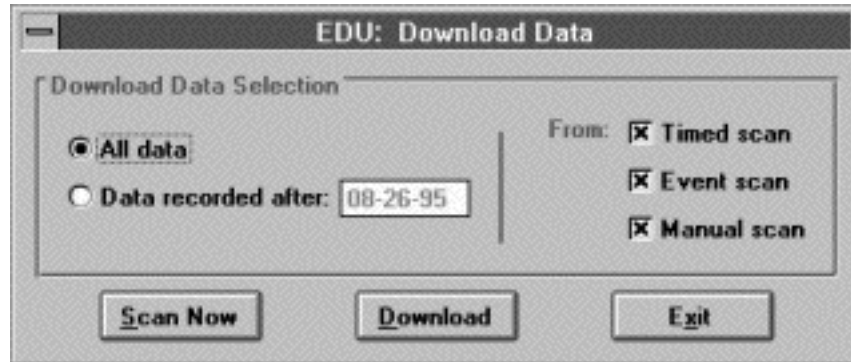 EDU: Download Data
Download Data Selection
All data
Data recorded after: 08-26-95
From:
Timed scan
Event scan
Manual scan
Scan Now
Download
Exit